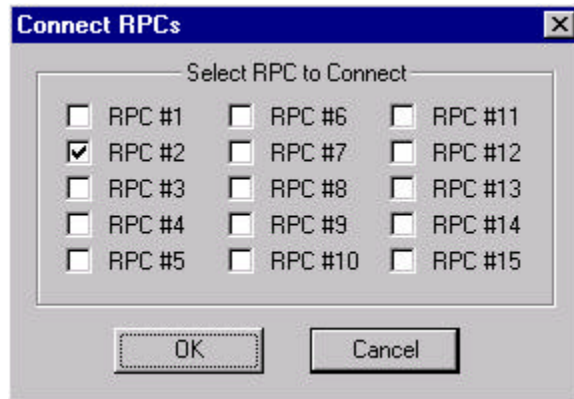 Connect RPCs
Select RPC to Connect
RPC #1 RPC #6 RPC #11
RPC #2 RPC #7 RPC #12
RPC #3 RPC #8 RPC #13
RPC #4 RPC #9 RPC #14
RPC #5 RPC #10 RPC #15
OK Cancel